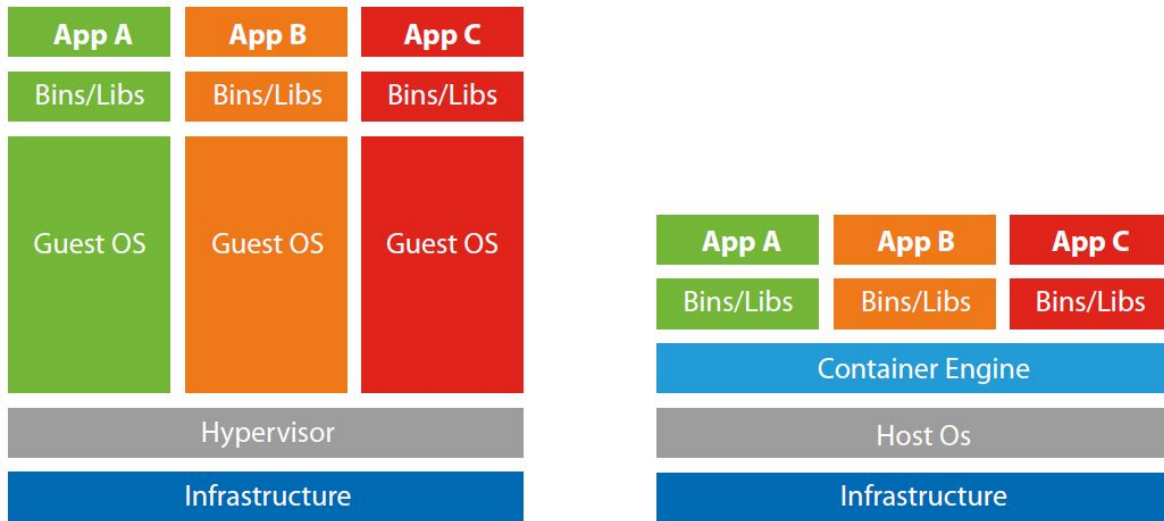 App A App B App C
Bins/Libs Bins/Libs Bins/Libs
Guest OS Guest OS Guest OS
Hypervisor
Infrastructure
App A App B App C
Bins/Libs Bins/Libs Bins/Libs
Container Engine
Host Os
Infrastructure